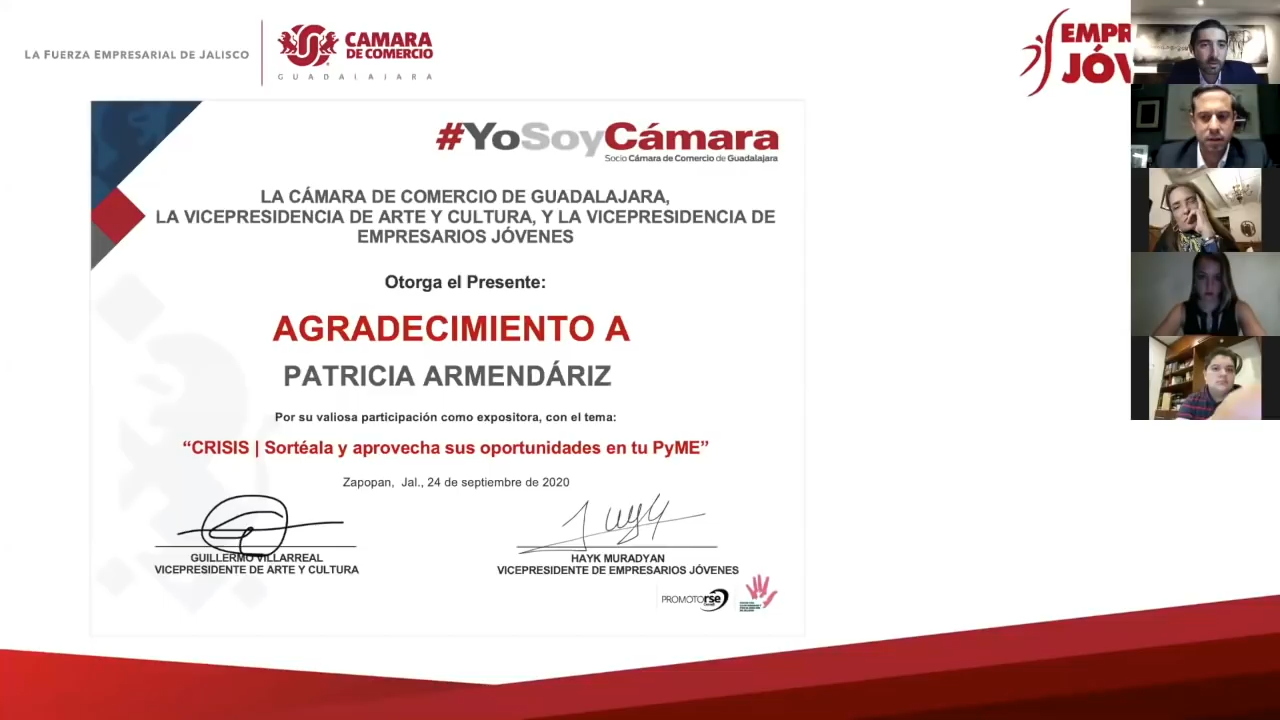 LA FUERZA EMPRESARIAL DE JALISCO
CAMARA
DE COMERCIO
GUADALAJARA
EMPR
JÓV
#YoSoyCámara
Socio Cámara de Comercio de Guadalajara
LA CÁMARA DE COMERCIO DE GUADALAJARA,
LA VICEPRESIDENCIA DE ARTE Y CULTURA, Y LA VICEPRESIDENCIA DE
EMPRESARIOS JÓVENES
Otorga el Presente:
AGRADECIMIENTO A
PATRICIA ARMENDÁRIZ
Por su valiosa participación como expositora, con el tema:
“CRISIS | Sortéala y aprovecha sus oportunidades en tu PyME”
Zapopan, Jal., 24 de septiembre de 2020
GUILLERMO VILLARREAL
VICEPRESIDENTE DE ARTE Y CULTURA
HAYK MURADYAN
VICEPRESIDENTE DE EMPRESARIOS JÓVENES
PROMOTORse